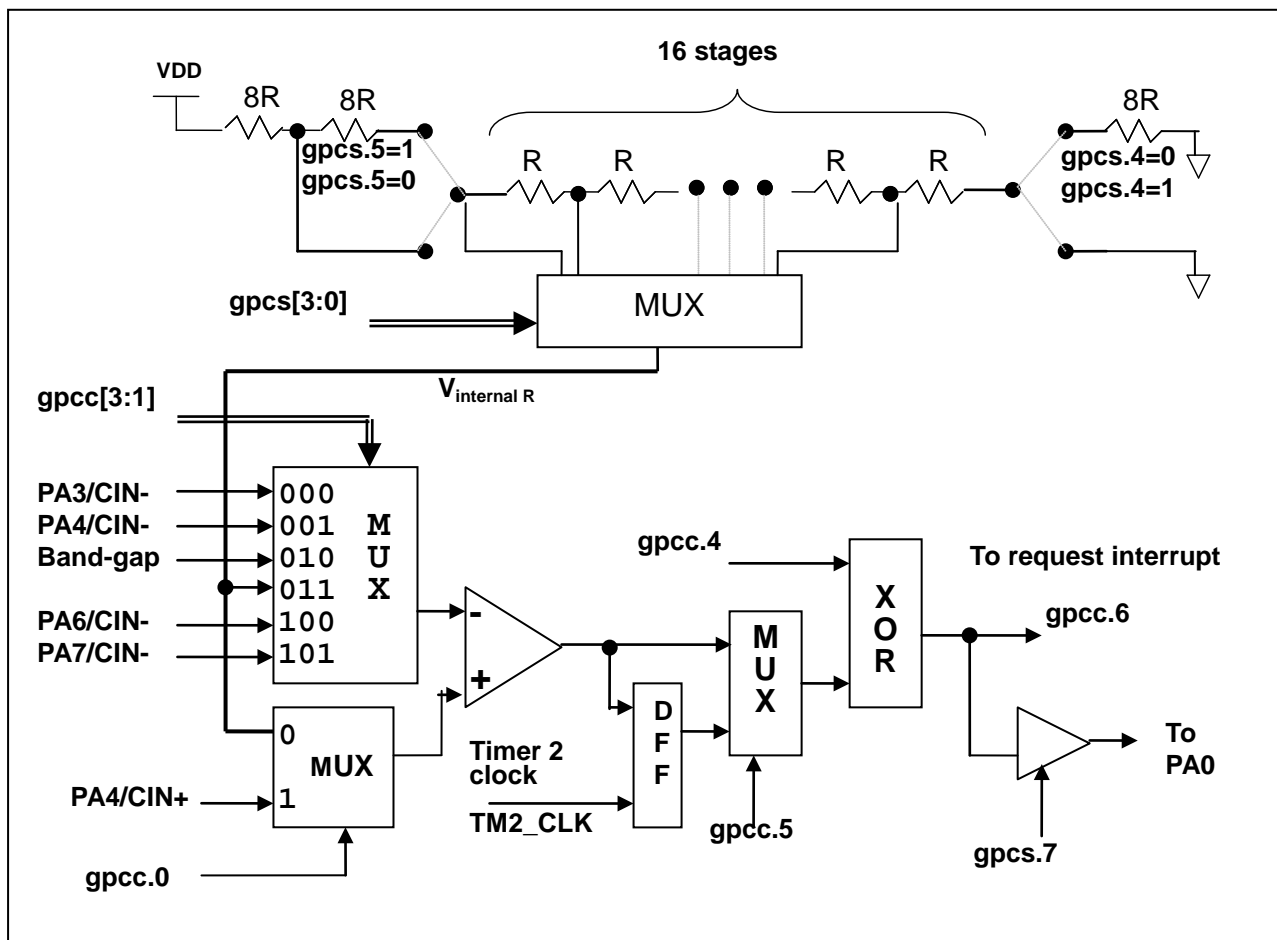 16 stages
VDD
8R
8R
8R
gpcs.5=1
gpcs.5=0
R
R
R
R
gpcs.4=0
gpcs.4=1
gpcs[3:0]
MUX
V internal R
gpcc[3:1]
PA3/CIN-
000
PA4/CIN-
001
Band-gap
010
011
PA6/CIN-
100
PA7/CIN-
101
M
U
X
-
+
gpcc.4
To request interrupt
X
O
R
gpcc.6
M
U
X
D
F
F
0
MUX
PA4/CIN+
1
Timer 2
clock
TM2_CLK
gpcc.5
To
PA0
gpcs.7
gpcc.0